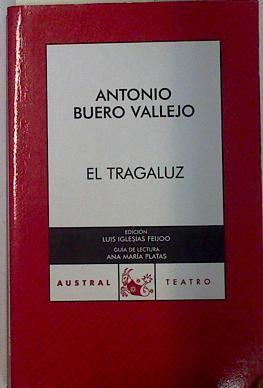 ANTONIO
BUERO VALLEJO
EL TRAGALUZ
EDICIÓN
LUIS IGLESIAS FEIJOO
GUÍA DE LECTURA
ANA MARÍA PLATAS
AUSTRAL TEATRO